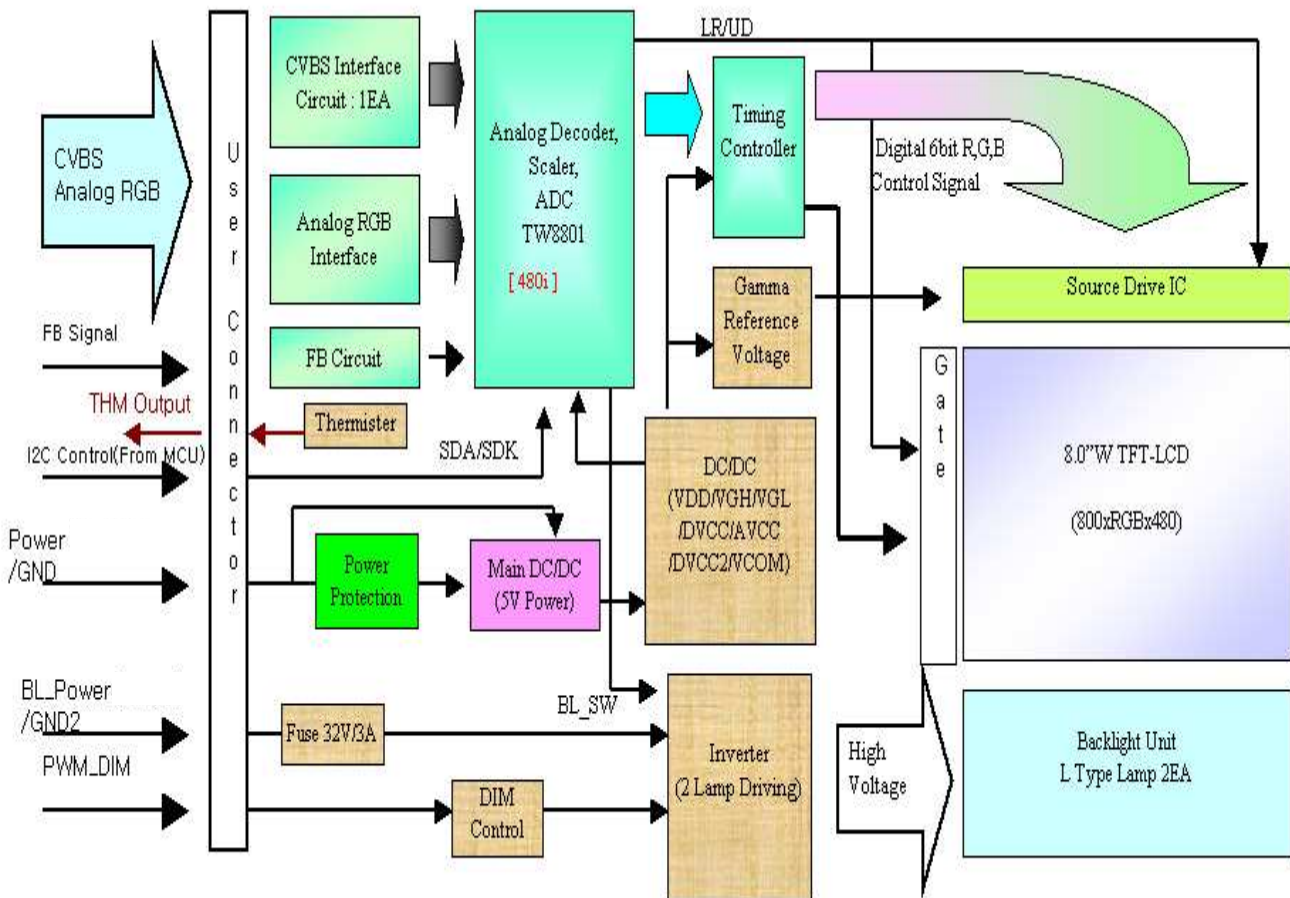 LR/UD
CVBS
Analog RGB
User Connector
CVBS Interface
Circuit : 1EA
Analog RGB
Interface
FB Circuit
Analog Decoder,
Scaler,
ADC
TW8801
[ 480i ]
Timing
Controller
Digital 6bit R,G,B
Control Signal
Gamma
Reference
Voltage
Source Drive IC
Gate
8.0"W TFT-LCD
(800xRGBx480)
FB Signal
THM Output
Thermister
I2C Control(From MCU)
SDA/SDK
Power
/GND
Power
Protection
Main DC/DC
(5V Power)
DC/DC
(VDD/VGH/VGL
/DVCC/AVCC
/DVCC2/VCOM)
BL_Power
/GND2
PWM_DIM
Fuse 32V/3A
BL_SW
DIM
Control
Inverter
(2 Lamp Driving)
High
Voltage
Backlight Unit
L Type Lamp 2EA